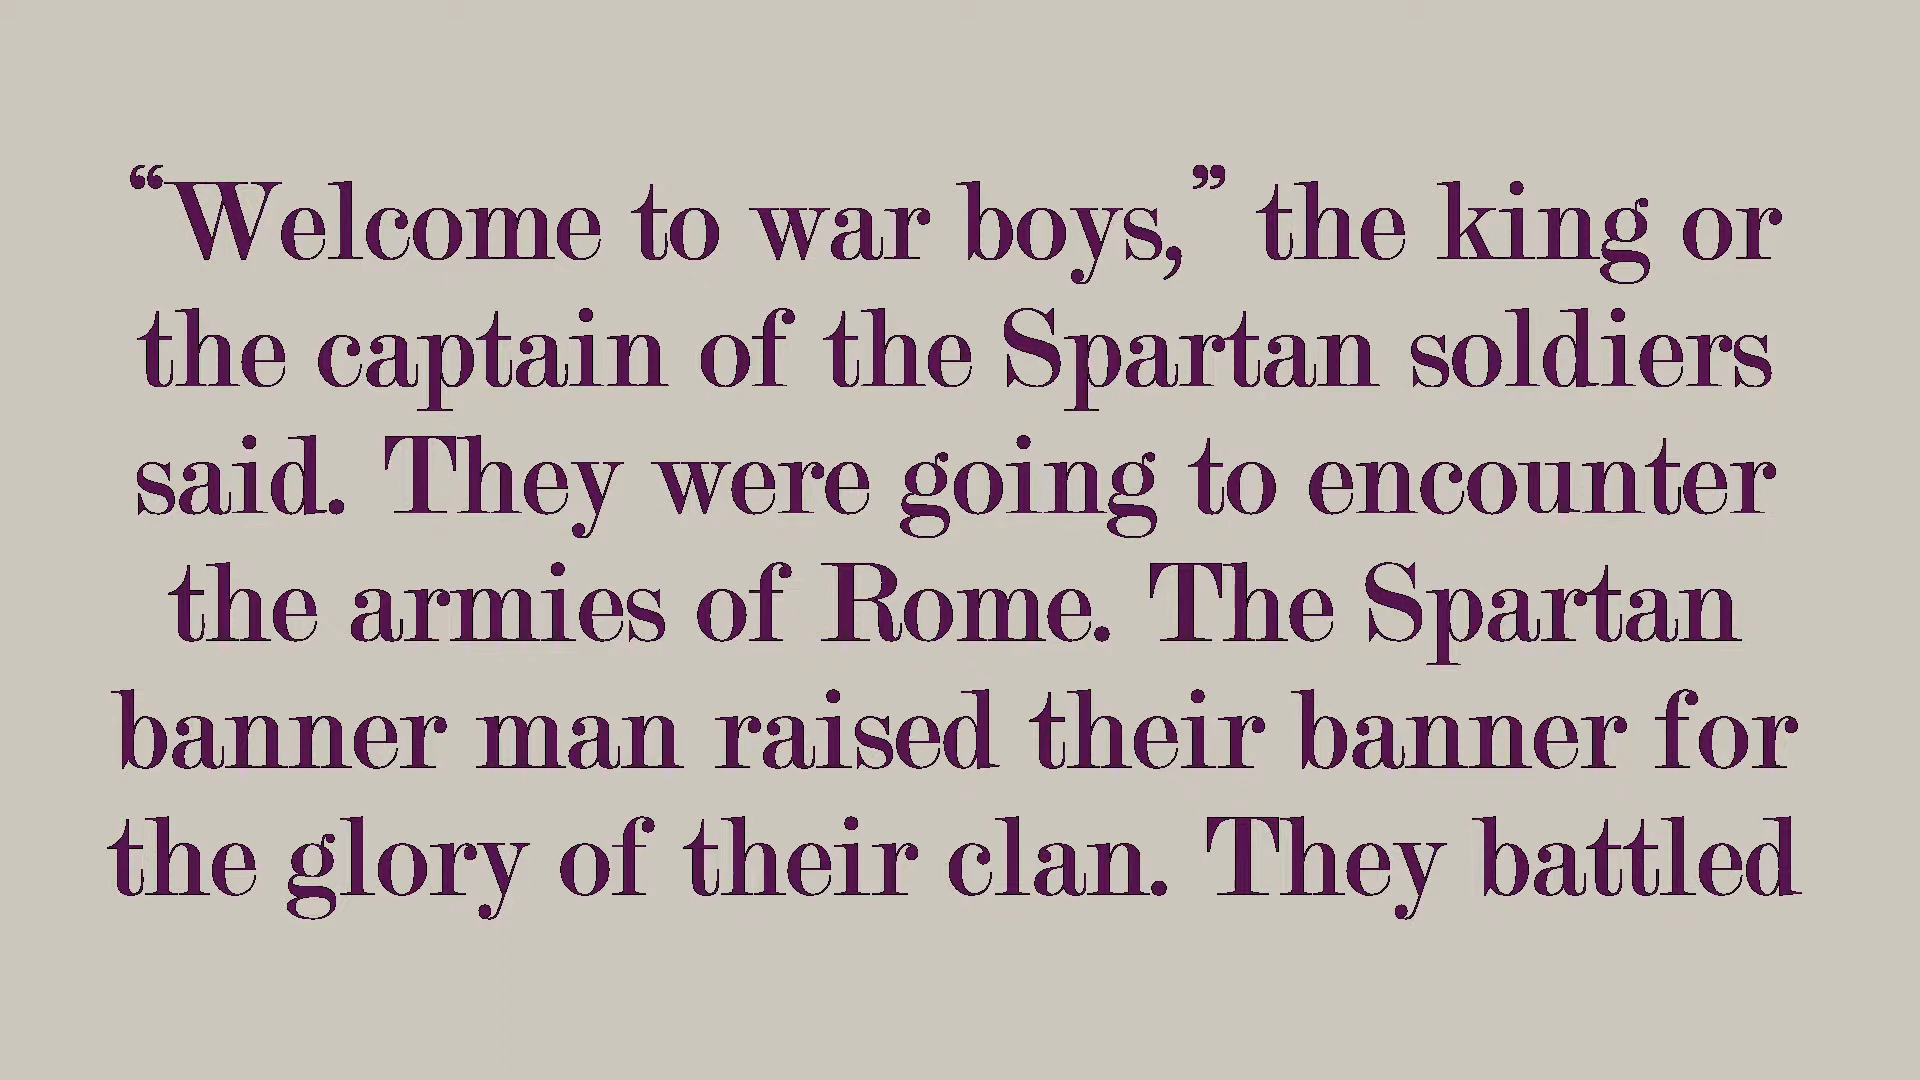 “Welcome to war boys,” the king or
the captain of the Spartan soldiers
said. They were going to encounter
the armies of Rome. The Spartan
banner man raised their banner for
the glory of their clan. They battled